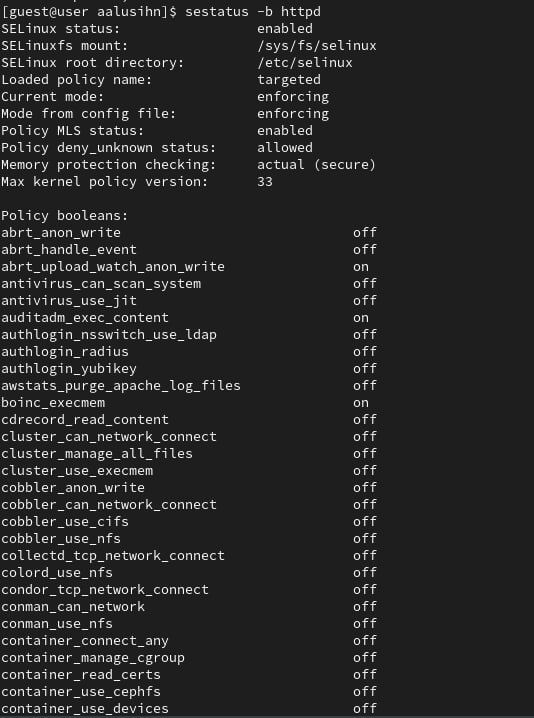 [guest@user aalusihn]$ sestatus -b httpd
SELinux status:                 enabled
SELinuxfs mount:                /sys/fs/selinux
SELinux root directory:         /etc/selinux
Loaded policy name:             targeted
Current mode:                   enforcing
Mode from config file:          enforcing
Policy MLS status:              enabled
Policy deny_unknown status:     allowed
Memory protection checking:     actual (secure)
Max kernel policy version:      33

Policy booleans:
abrt_anon_write                             off
abrt_handle_event                           off
abrt_upload_watch_anon_write                on
antivirus_can_scan_system                   off
antivirus_use_jit                           off
auditadm_exec_content                       on
authlogin_nsswitch_use_ldap                 off
authlogin_radius                            off
authlogin_yubikey                           off
awstats_purge_apache_log_files              off
boinc_execmem                               on
cdrecord_read_content                       off
cluster_can_network_connect                 off
cluster_manage_all_files                    off
cluster_use_execmem                         off
cobbler_anon_write                          off
cobbler_can_network_connect                 off
cobbler_use_cifs                            off
cobbler_use_nfs                             off
collectd_tcp_network_connect                off
colord_use_nfs                              off
condor_tcp_network_connect                  off
conman_can_network                          off
conman_use_nfs                              off
container_connect_any                       off
container_manage_cgroup                     off
container_read_certs                        off
container_use_cephfs                        off
container_use_devices                       off